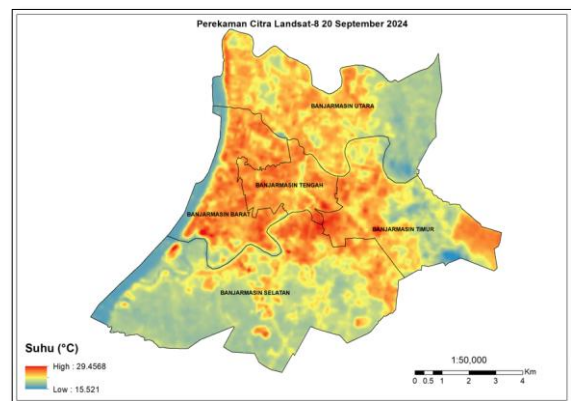 Perekaman Citra Landsat-8 20 September 2024
BANJARMASIN UTARA
BANJARMASIN TENGAH
BANJARMASIN BARAT
BANJARMASIN TIMUR
BANJARMASIN SELATAN
Suhu (°C)
High : 29.4568
Low : 15.521
1:50,000
Km
0 0.5 1 2 3 4